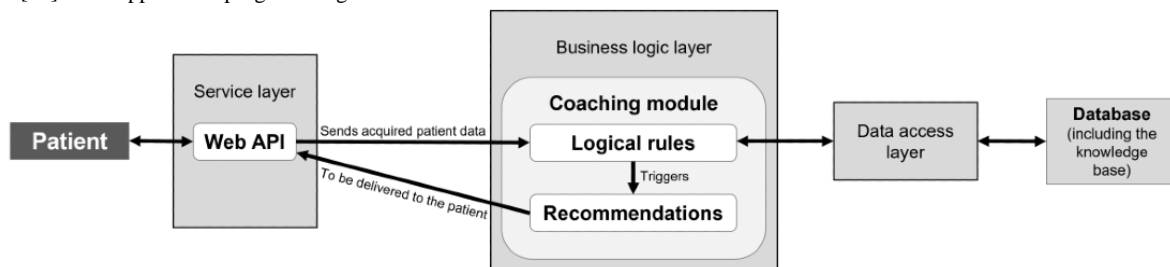 Business logic layer
Service layer
Coaching module
Database
(including the
knowledge
base)
Patient
Web API
Sends acquired patient data
Logical rules
Data access
layer
Triggers
To be delivered to the patient
Recommendations